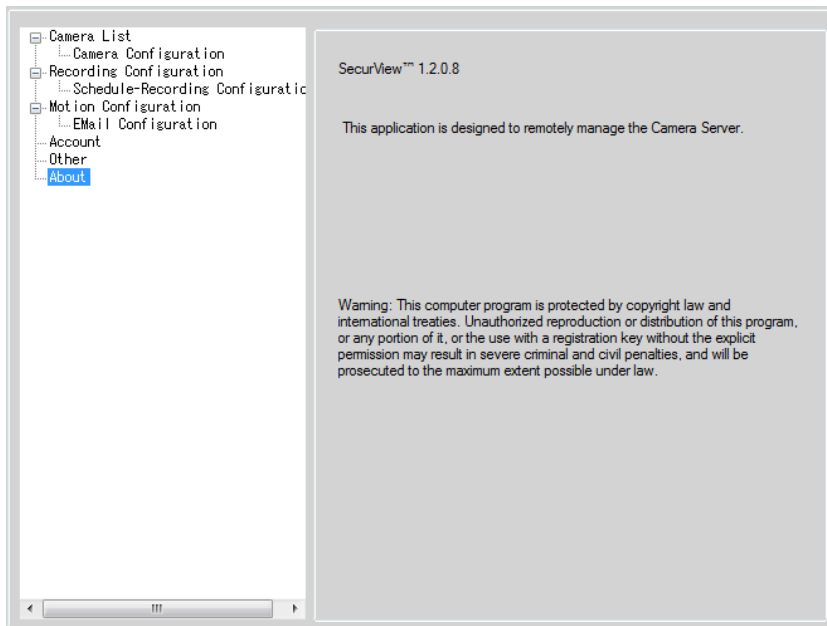 Camera List
Camera Configuration
Recording Configuration
Schedule-Recording Configuratic
Motion Configuration
EMail Configuration
Account
Other
About
SecurView™ 1.2.0.8
This application is designed to remotely manage the Camera Server.
Warning: This computer program is protected by copyright law and
international treaties. Unauthorized reproduction or distribution of this program,
or any portion of it, or the use with a registration key without the explicit
permission may result in severe criminal and civil penalties, and will be
prosecuted to the maximum extent possible under law.